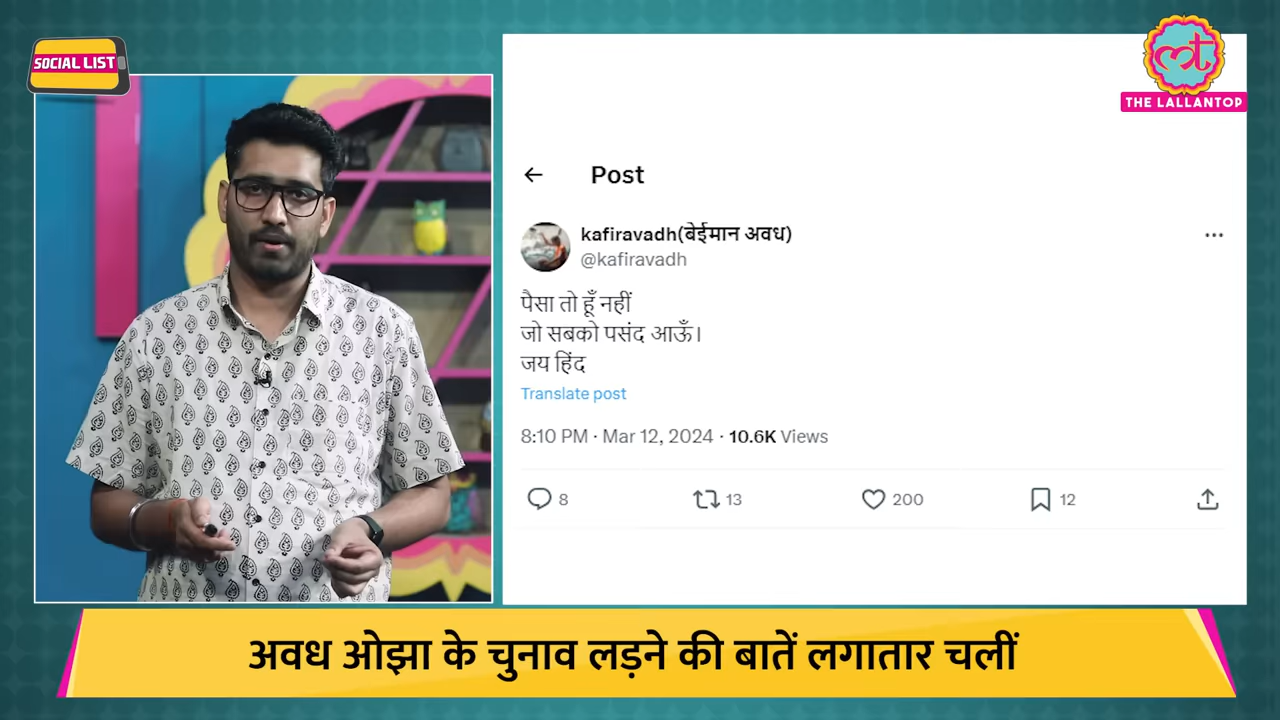 SOCIAL LIST
लT
THE LALLANTOP
Post
kafiravadh(बेईमान अवध)
@kafiravadh
पैसा तो हूँ नहीं
जो सबको पसंद आऊँ।
जय हिंद
Translate post
8:10 PM · Mar 12, 2024 · 10.6K Views
8 13 200 12
अवध ओझा के चुनाव लड़ने की बातें लगातार चलीं